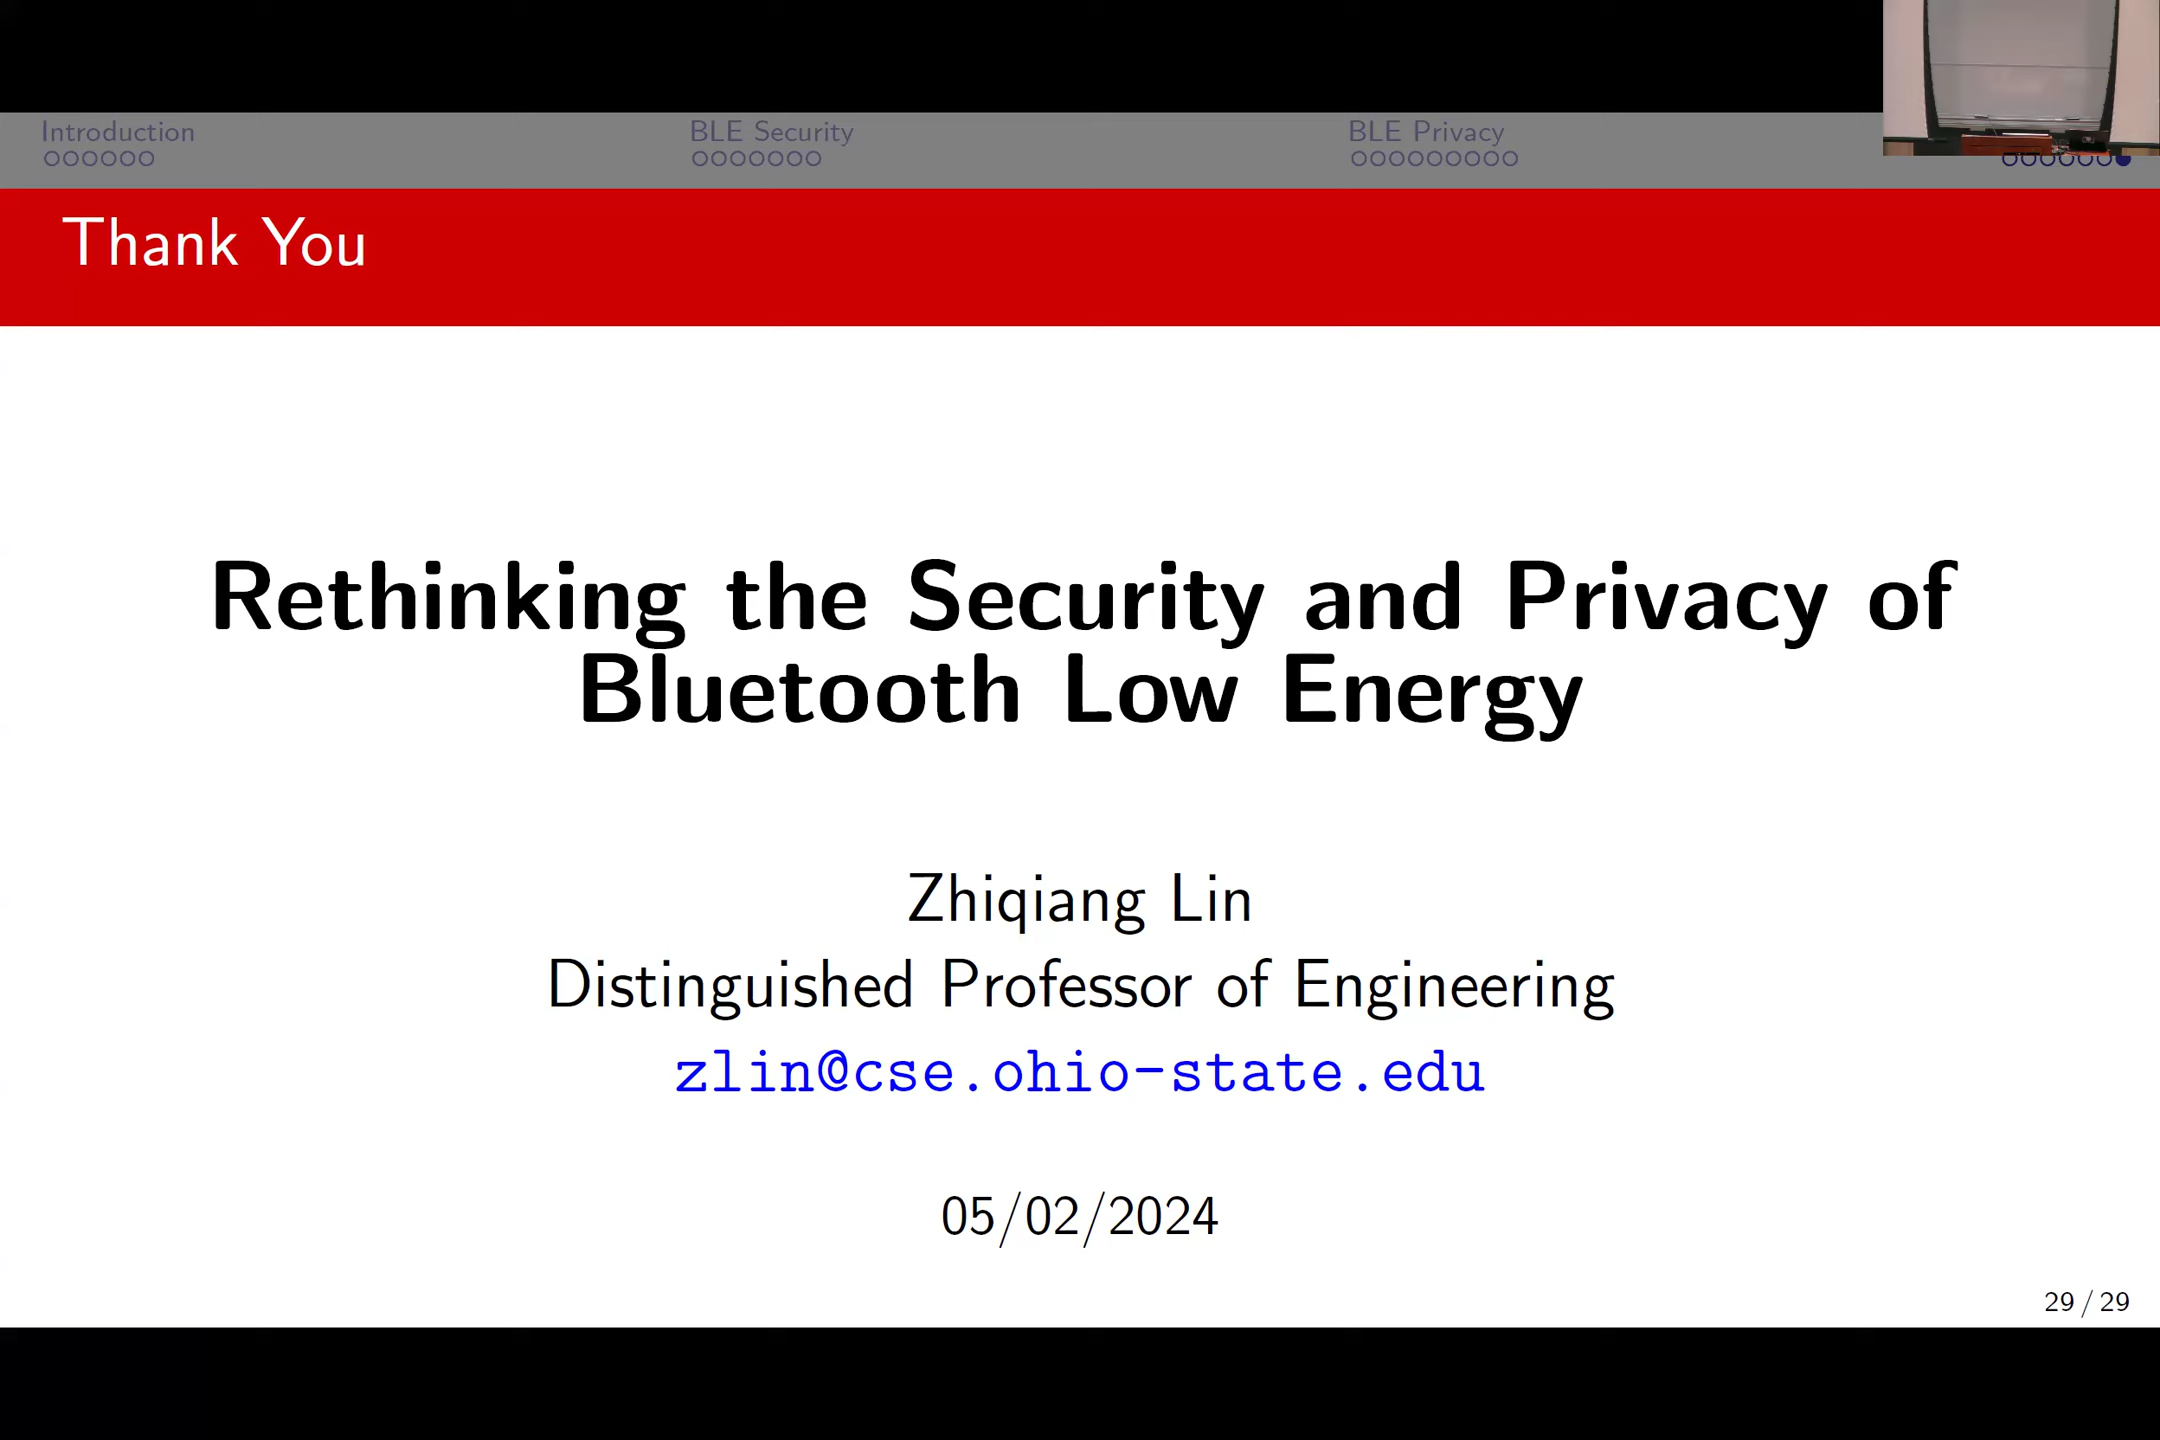 Introduction
BLE Security
BLE Privacy
Thank You
Rethinking the Security and Privacy of
Bluetooth Low Energy
Zhiqiang Lin
Distinguished Professor of Engineering
zlin@cse.ohio-state.edu
05/02/2024
29 / 29